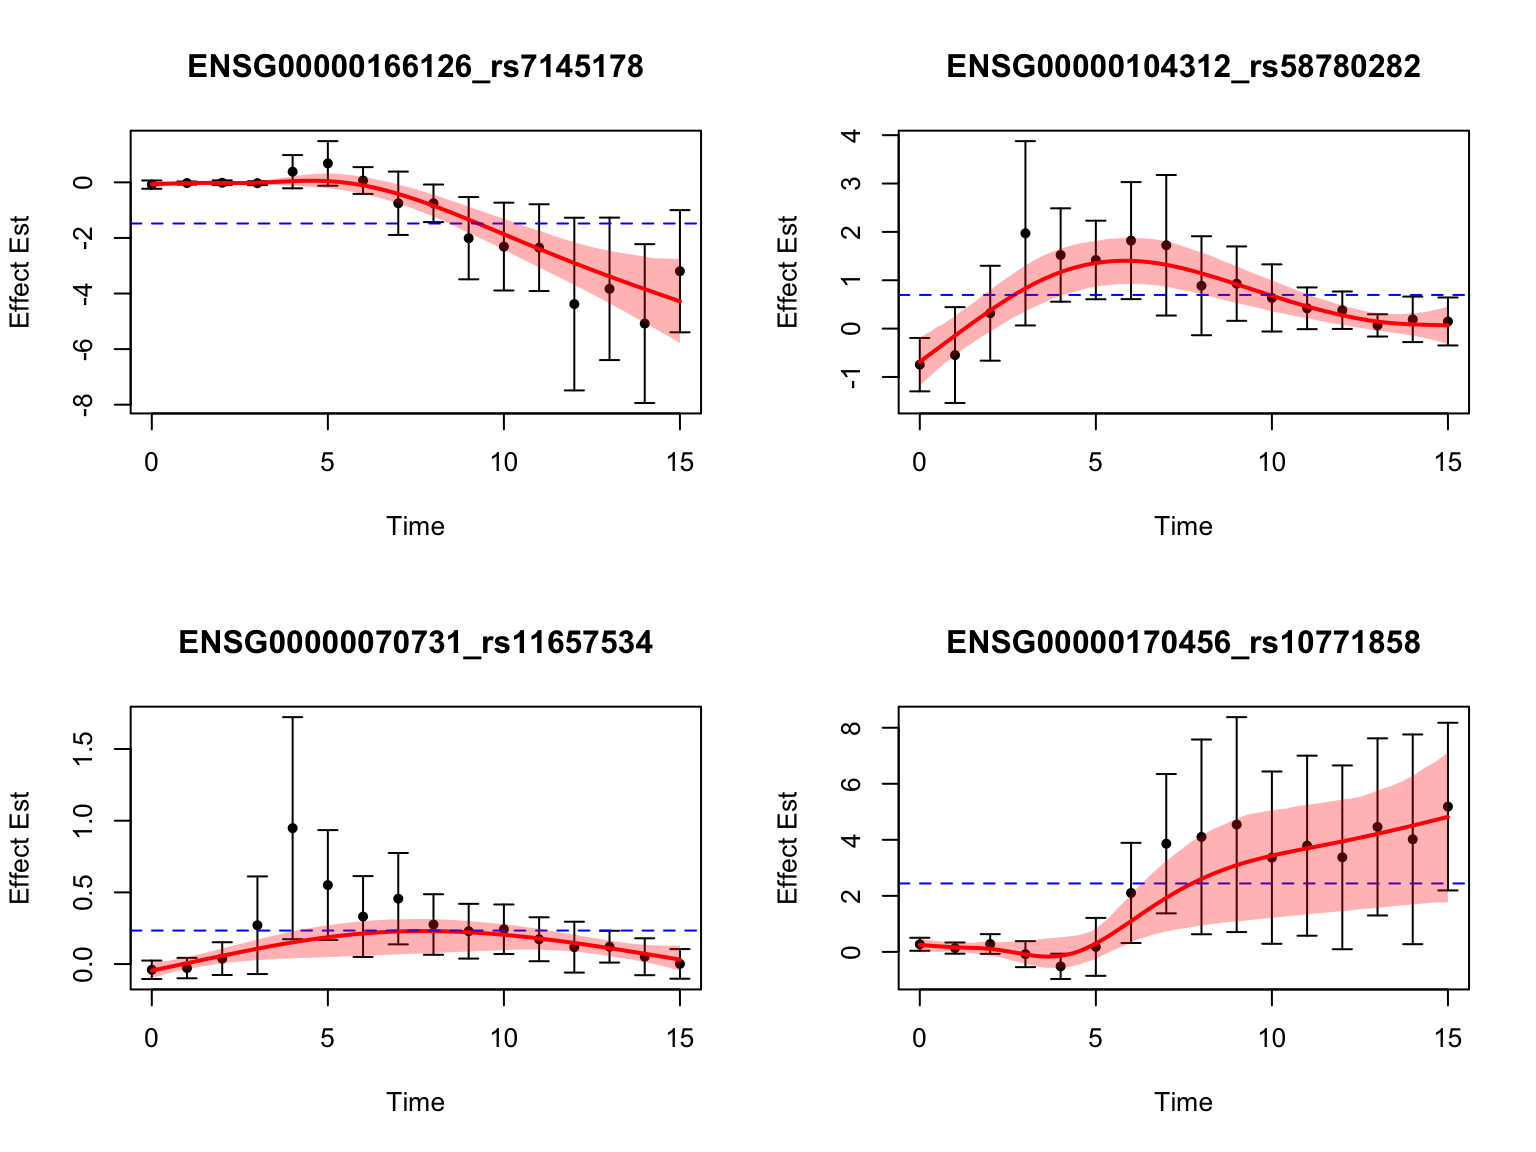 ENSG00000166126_rs7145178
Effect Est
0
-2
-4
-6
-8
0 5 10 15
Time
ENSG00000104312_rs58780282
Effect Est
4
3
2
1
0
-1
0 5 10 15
Time
ENSG00000070731_rs11657534
Effect Est
1.5
1.0
0.5
0.0
0 5 10 15
Time
ENSG00000170456_rs10771858
Effect Est
8
6
4
2
0
0 5 10 15
Time